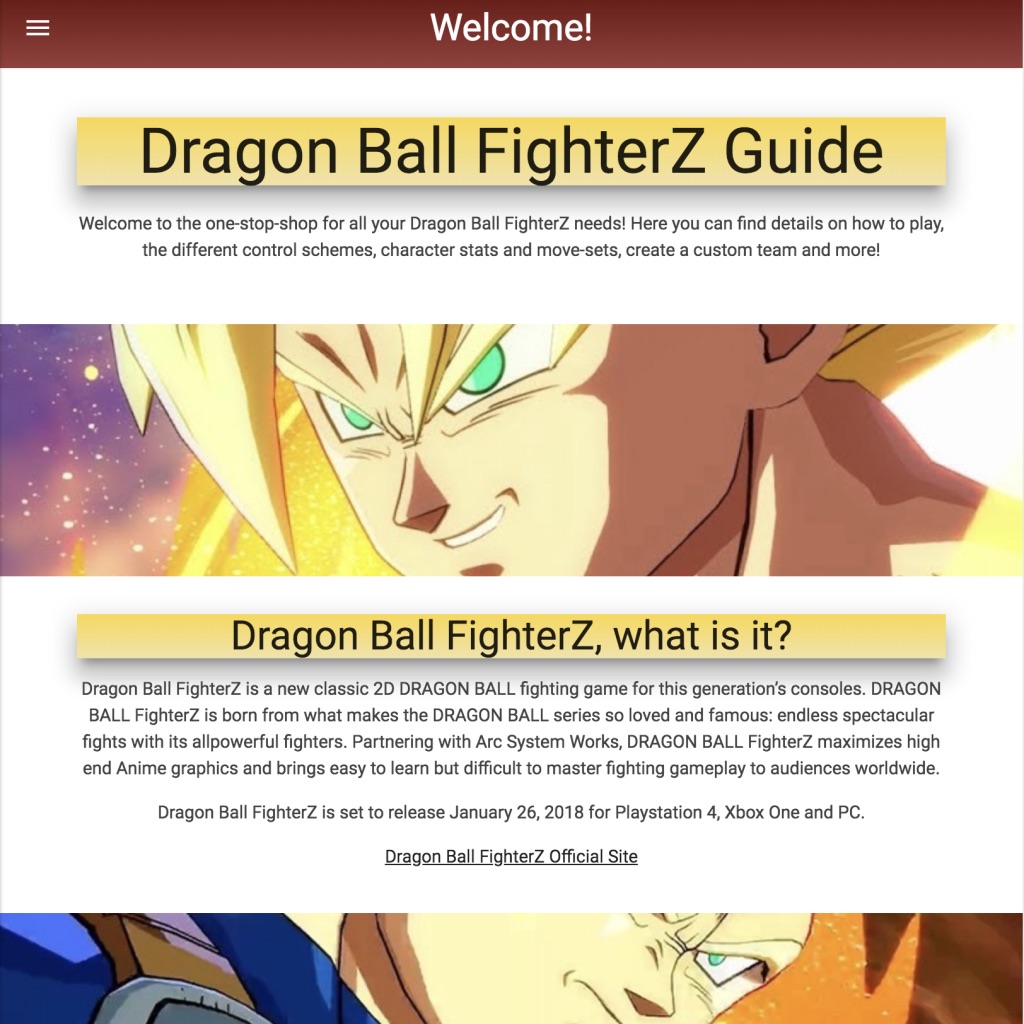 Welcome!
Dragon Ball FighterZ Guide
Welcome to the one-stop-shop for all your Dragon Ball FighterZ needs! Here you can find details on how to play,
the different control schemes, character stats and move-sets, create a custom team and more!
Dragon Ball FighterZ, what is it?
Dragon Ball FighterZ is a new classic 2D DRAGON BALL fighting game for this generation’s consoles. DRAGON
BALL FighterZ is born from what makes the DRAGON BALL series so loved and famous: endless spectacular
fights with its allpowerful fighters. Partnering with Arc System Works, DRAGON BALL FighterZ maximizes high
end Anime graphics and brings easy to learn but difficult to master fighting gameplay to audiences worldwide.
Dragon Ball FighterZ is set to release January 26, 2018 for Playstation 4, Xbox One and PC.
Dragon Ball FighterZ Official Site